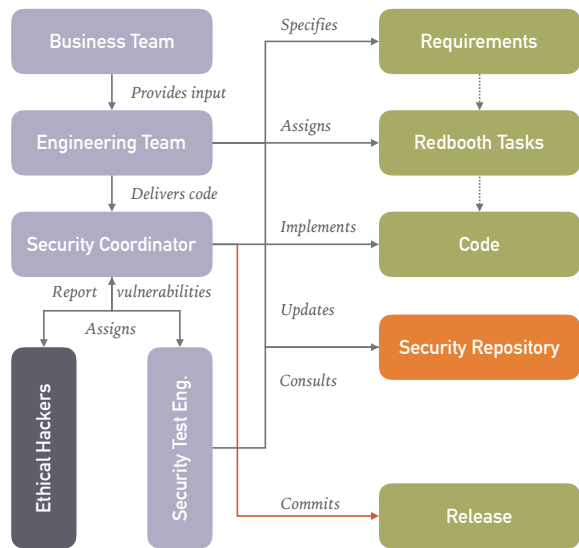 Business Team
Specifies
Requirements
Provides input
Engineering Team
Assigns
Redbooth Tasks
Delivers code
Security Coordinator
Implements
Code
Report vulnerabilities
Assigns
Updates
Security Repository
Consults
Ethical Hackers
Security Test Eng.
Commits
Release